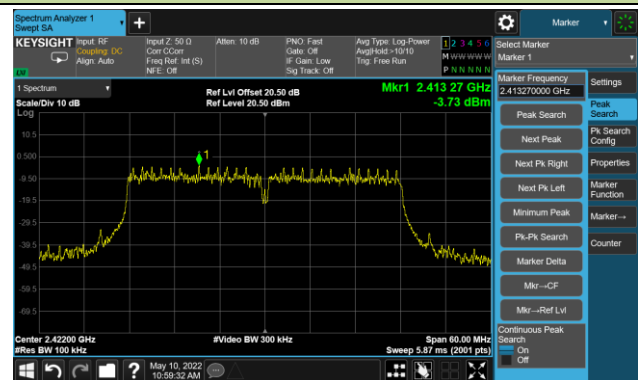 Spectrum Analyzer 1
Swept SA
Marker
KEYSIGHT
Input: RF
Coupling: DC
Align: Auto
Input Z: 50 Ω
Corr CCorr
Freq Ref: Int (S)
NFE: Off
Atten: 10 dB
PNO: Fast
Gate: Off
IF Gain: Low
Sig Track: Off
Avg Type: Log-Power
Avg|Hold:>10/10
Trig: Free Run
1 2 3 4 5 6
M W W W W W
P N N N N N
Select Marker
Marker 1
1 Spectrum
Scale/Div 10 dB
Log
Ref Lvl Offset 20.50 dB
Ref Level 20.50 dBm
Mkr1 2.413 27 GHz
-3.73 dBm
10.5
0.500
-9.50
-19.5
-29.5
-39.5
-49.5
-59.5
-69.5
1
Center 2.42200 GHz
#Res BW 100 kHz
#Video BW 300 kHz
Span 60.00 MHz
Sweep 5.87 ms (2001 pts)
Marker Frequency
2.413270000 GHz
Peak Search
Next Peak
Next Pk Right
Next Pk Left
Minimum Peak
Pk-Pk Search
Marker Delta
Mkr→CF
Mkr→Ref Lvl
Continuous Peak
Search
On
Off
Settings
Peak
Search
Pk Search
Config
Properties
Marker
Function
Marker→
Counter
May 10, 2022
10:59:32 AM